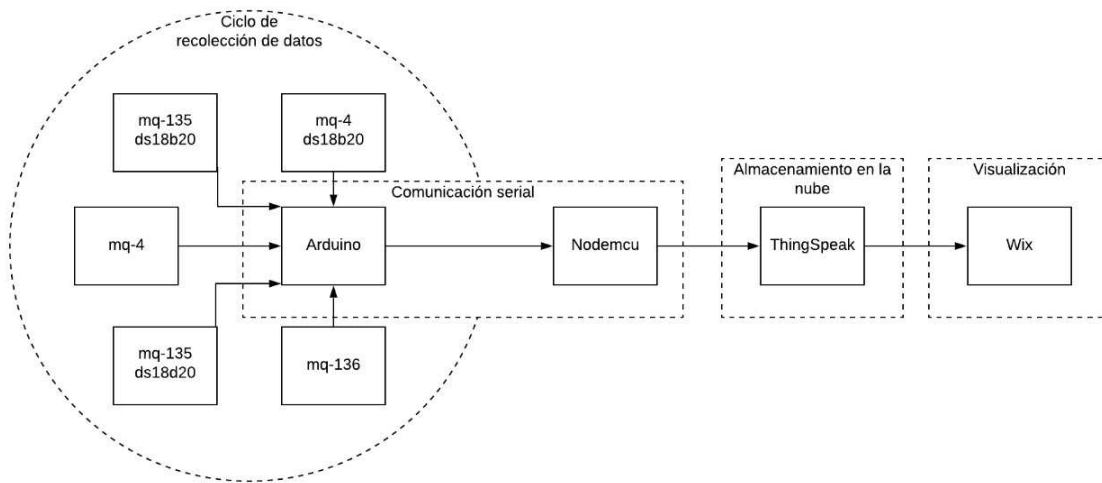 Ciclo de
recolección de datos
mq-135
ds18b20
mq-4
ds18b20
Comunicación serial
Almacenamiento en la
nube
Visualización
mq-4
Arduino
Nodemcu
ThingSpeak
Wix
mq-135
ds18d20
mq-136